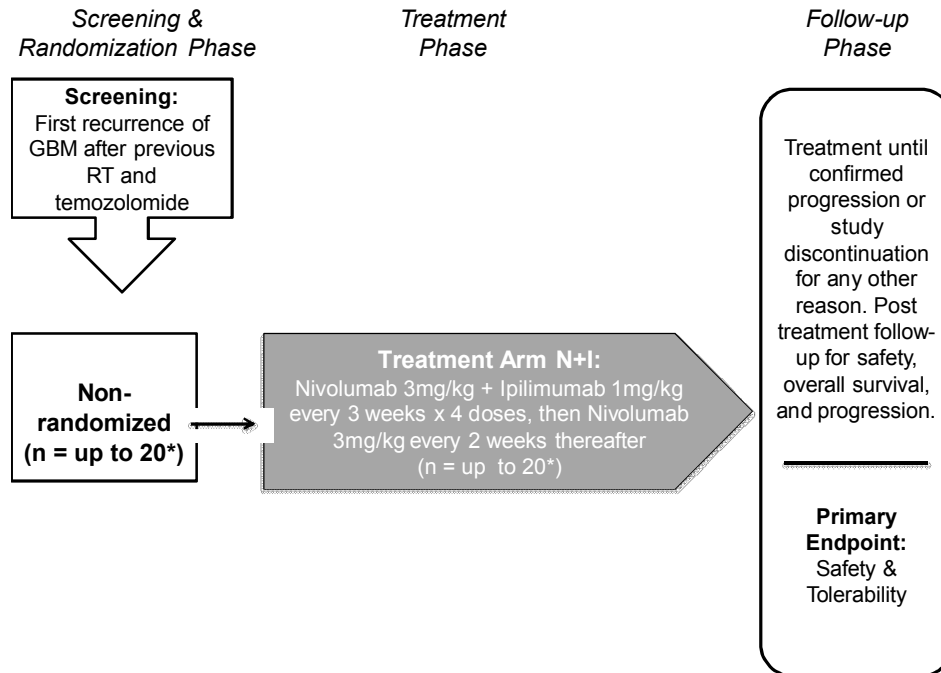 Screening &
Randomization Phase
Treatment
Phase
Follow-up
Phase
Screening:
First recurrence of
GBM after previous
RT and
temozolomide
Non-
randomized
(n = up to 20*)
Treatment Arm N+I:
Nivolumab 3mg/kg + Ipilimumab 1mg/kg
every 3 weeks x 4 doses, then Nivolumab
3mg/kg every 2 weeks thereafter
(n = up to 20*)
Treatment until
confirmed
progression or
study
discontinuation
for any other
reason. Post
treatment follow-
up for safety,
overall survival,
and progression.
Primary
Endpoint:
Safety &
Tolerability